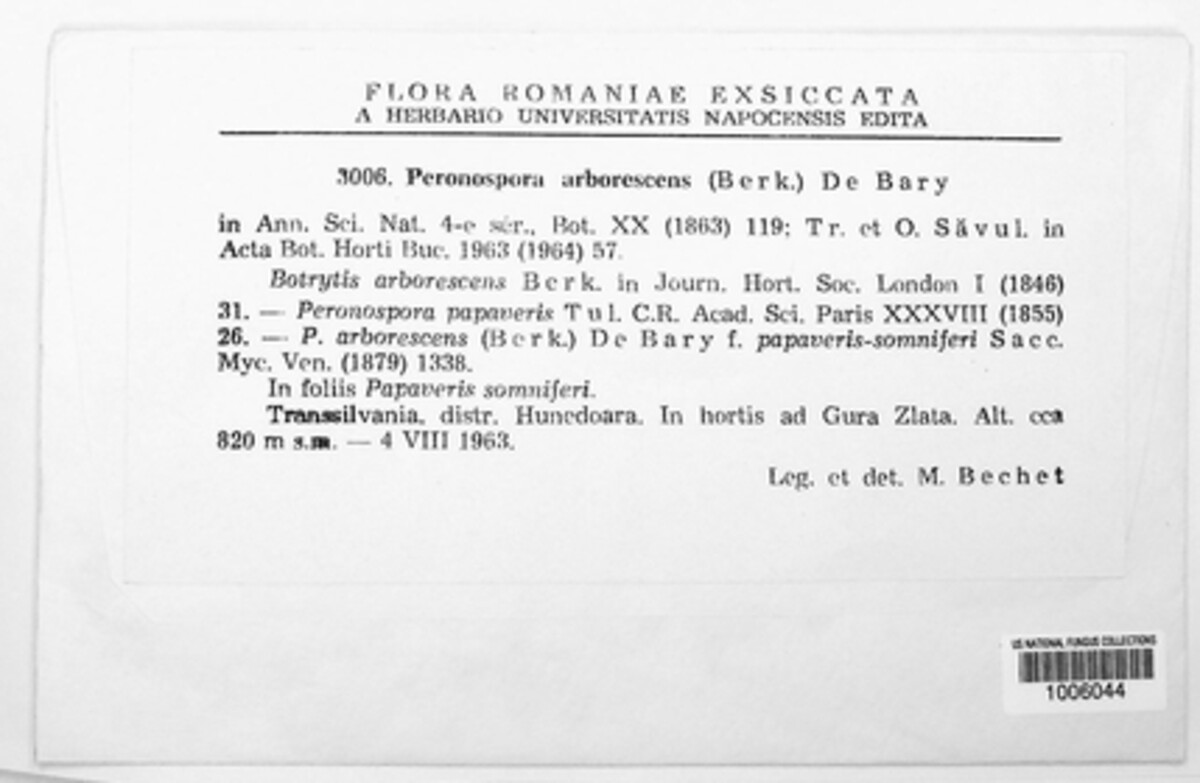 FLORA ROMANIAE EXSICCATA
A HERBARIO UNIVERSITATIS NAPOCENSIS EDITA
3006. Peronospora arborescens (Berk.) De Bary
in Ann. Sci. Nat. 4-e sér., Bot. XX (1863) 119; Tr. et O. Săvul. in
Acta Bot. Horti Buc. 1963 (1964) 57.
Botrytis arborescens Berk. in Journ. Hort. Soc. London I (1846)
31. — Peronospora papaveris Tul. C.R. Acad. Sci. Paris XXXVIII (1855)
26. — P. arborescens (Berk.) De Bary f. papaveris-somniferi Sacc.
Myc. Ven. (1879) 1338.
In foliis Papaveris somniferi.
Transsilvania, distr. Hunedoara. In hortis ad Gura Zlata. Alt. cca
820 m s.m. — 4 VIII 1963.
Leg. et det. M. Bechet
US NATIONAL FUNGUS COLLECTIONS
1006044